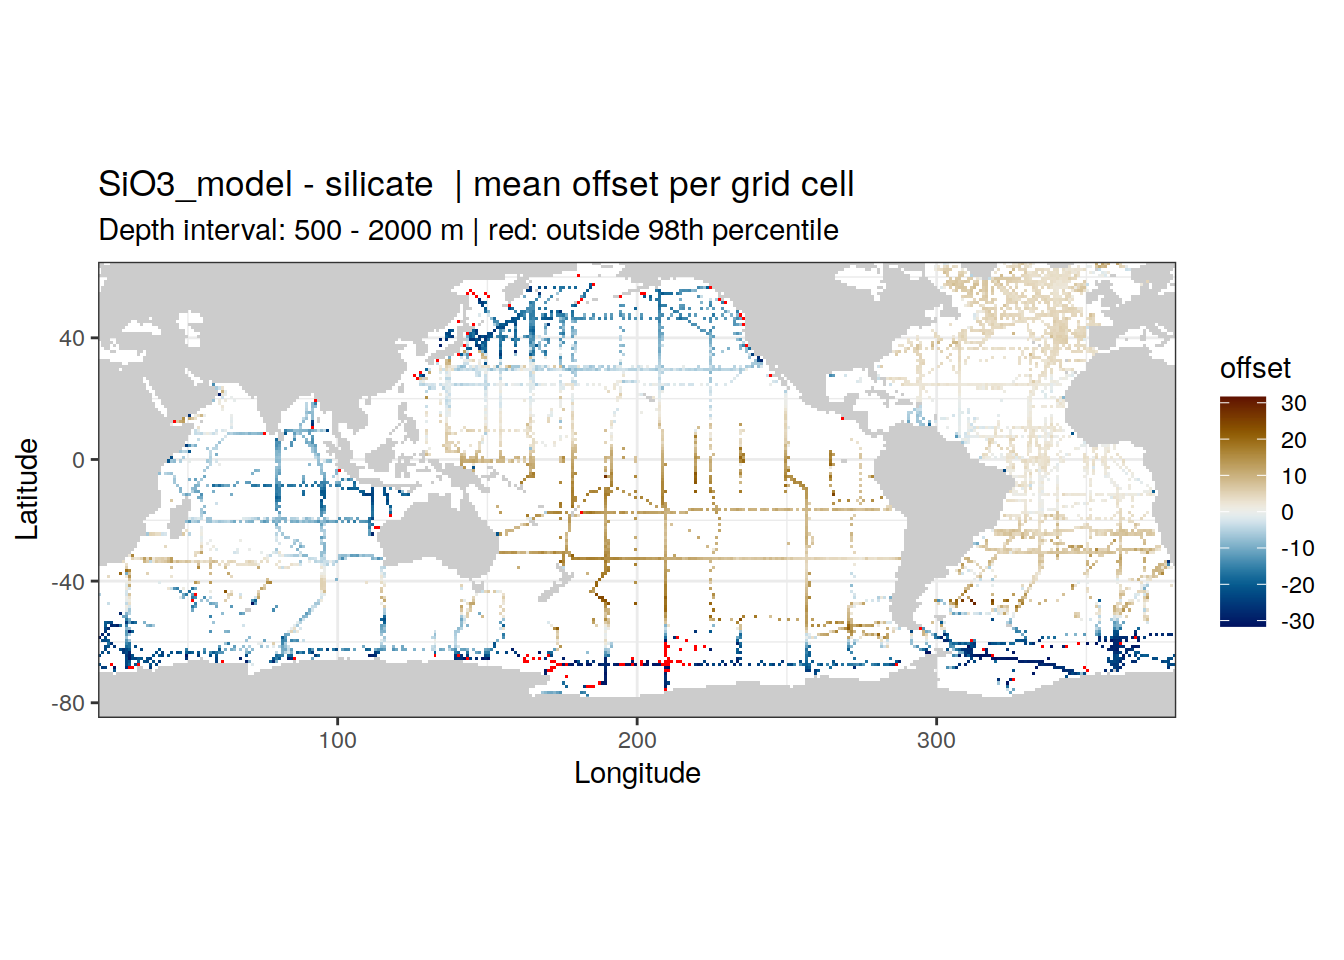 SiO3_model - silicate  | mean offset per grid cell
Depth interval: 500 - 2000 m | red: outside 98th percentile
offset
30
20
10
0
-10
-20
-30
Latitude
40
0
-40
-80
100
200
300
Longitude